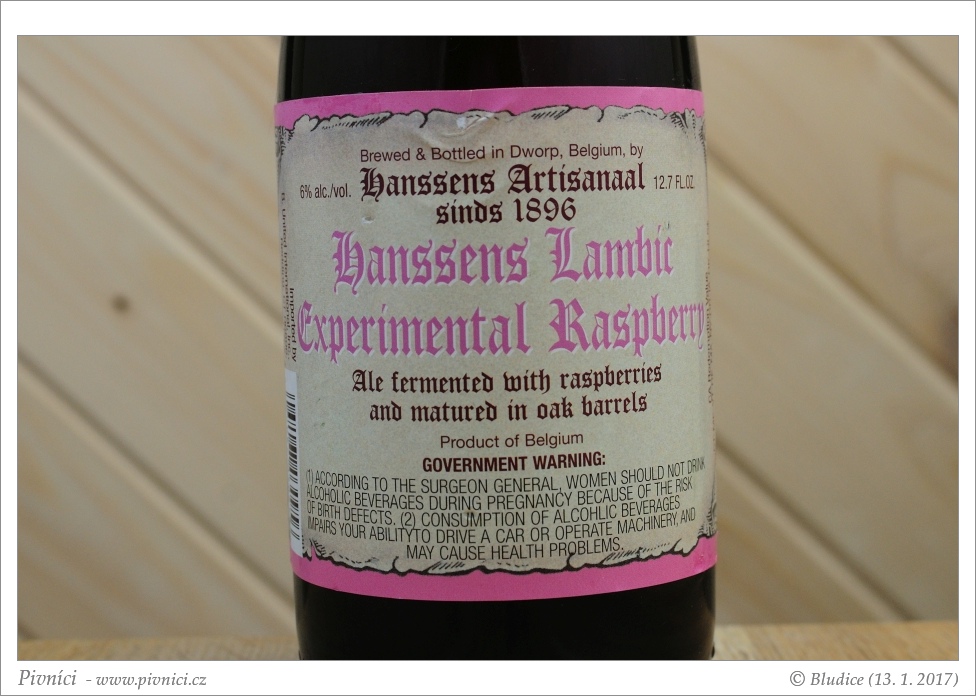 Brewed & Bottled in Dworp, Belgium, by
6% alc./vol. Hanssens Artisanaal 12.7 FL.OZ.
sinds 1896
Hanssens Lambic
Experimental Raspberry
Ale fermented with raspberries
and matured in oak barrels
Product of Belgium
GOVERNMENT WARNING:
(1) ACCORDING TO THE SURGEON GENERAL, WOMEN SHOULD NOT DRINK
ALCOHOLIC BEVERAGES DURING PREGNANCY BECAUSE OF THE RISK
OF BIRTH DEFECTS. (2) CONSUMPTION OF ALCOHLIC BEVERAGES
IMPAIRS YOUR ABILITYTO DRIVE A CAR OR OPERATE MACHINERY, AND
MAY CAUSE HEALTH PROBLEMS.
Imported by
Pivníci - www.pivnici.cz
© Bludice (13. 1. 2017)